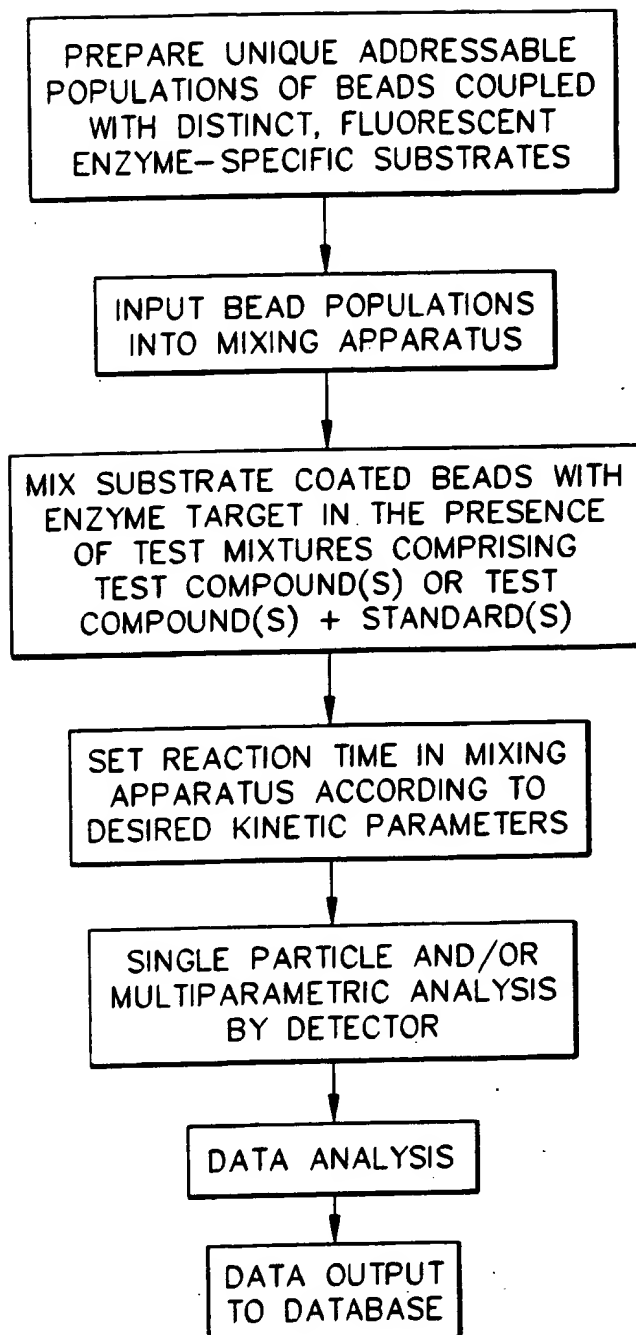 PREPARE UNIQUE ADDRESSABLE
POPULATIONS OF BEADS COUPLED
WITH DISTINCT, FLUORESCENT
ENZYME-SPECIFIC SUBSTRATES
INPUT BEAD POPULATIONS
INTO MIXING APPARATUS
MIX SUBSTRATE COATED BEADS WITH
ENZYME TARGET IN THE PRESENCE
OF TEST MIXTURES COMPRISING
TEST COMPOUND(S) OR TEST
COMPOUND(S) + STANDARD(S)
SET REACTION TIME IN MIXING
APPARATUS ACCORDING TO
DESIRED KINETIC PARAMETERS
SINGLE PARTICLE AND/OR
MULTIPARAMETRIC ANALYSIS
BY DETECTOR
DATA ANALYSIS
DATA OUTPUT
TO DATABASE